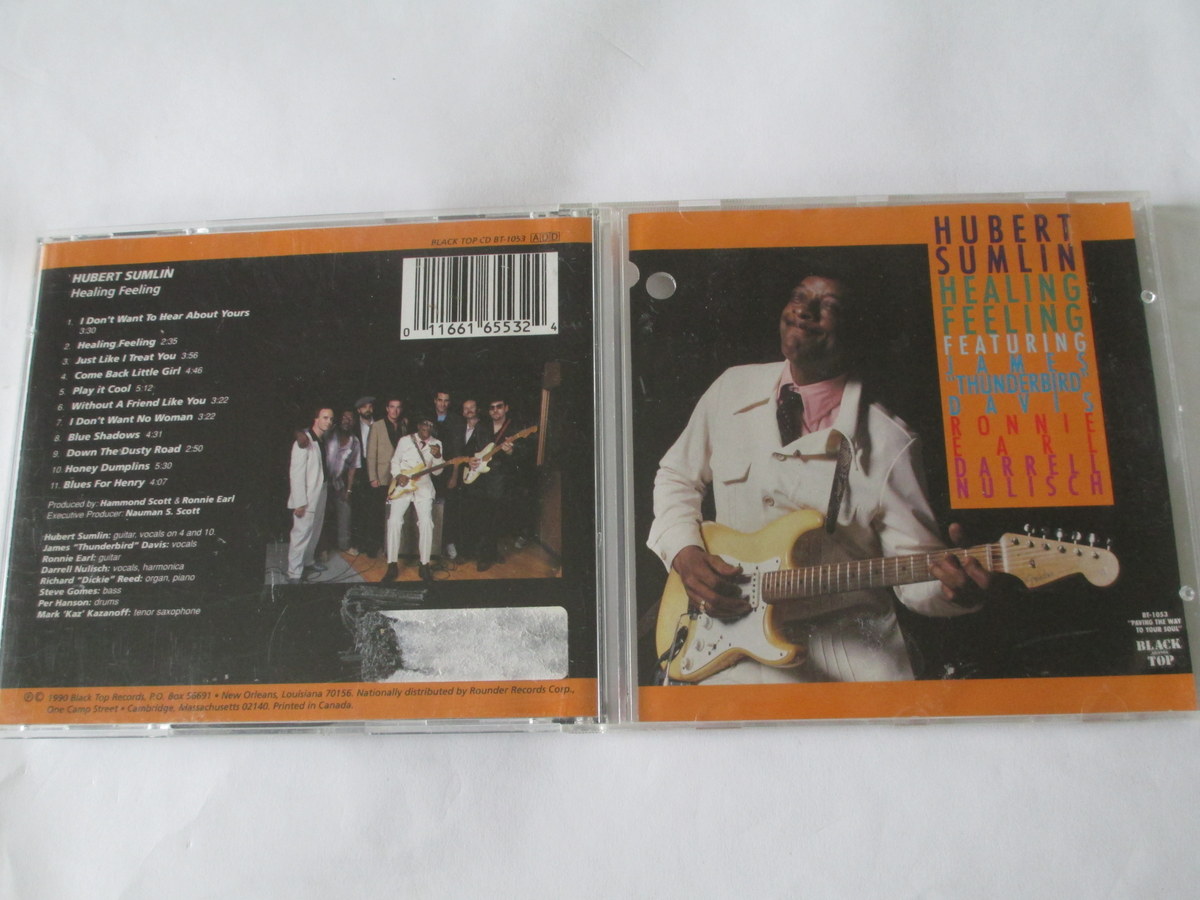 BLACK TOP CD BT-1053 ADD
HUBERT SUMLIN
Healing Feeling
1. I Don't Want To Hear About Yours
3:30
2. Healing Feeling 2:35
3. Just Like I Treat You 3:56
4. Come Back Little Girl 4:46
5. Play it Cool 5:12
6. Without A Friend Like You 3:22
7. I Don't Want No Woman 3:22
8. Blue Shadows 4:31
9. Down The Dusty Road 2:50
10. Honey Dumplins 5:30
11. Blues For Henry 4:07
Produced by: Hammond Scott & Ronnie Earl
Executive Producer: Nauman S. Scott
Hubert Sumlin: guitar, vocals on 4 and 10.
James "Thunderbird" Davis: vocals
Ronnie Earl: guitar
Darrell Nulisch: vocals, harmonica
Richard "Dickie" Reed: organ, piano
Steve Gomes: bass
Per Hanson: drums
Mark 'Kaz' Kazanoff: tenor saxophone
0 11661 65532 4
℗© 1990 Black Top Records, P.O. Box 56691 • New Orleans, Louisiana 70156. Nationally distributed by Rounder Records Corp.,
One Camp Street • Cambridge, Massachusetts 02140. Printed in Canada.
HUBERT
SUMLIN
HEALING
FEELING
FEATURING
JAMES
"THUNDERBIRD"
DAVIS
RONNIE
EARL
DARRELL
NULISCH
BT-1053
"PAVING THE WAY
TO YOUR SOUL"
BLACK
TOP